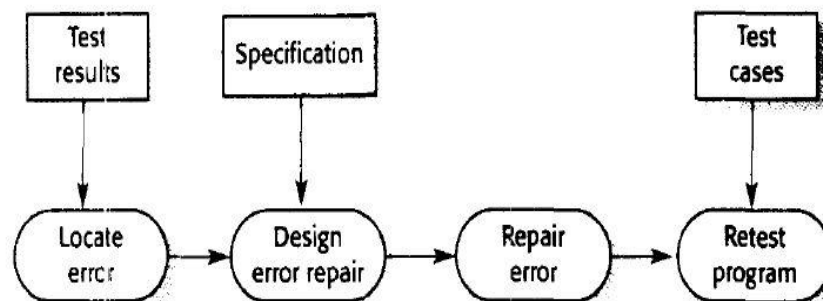 Test
results
Specification
Test
cases
Locate
error
Design
error repair
Repair
error
Retest
program